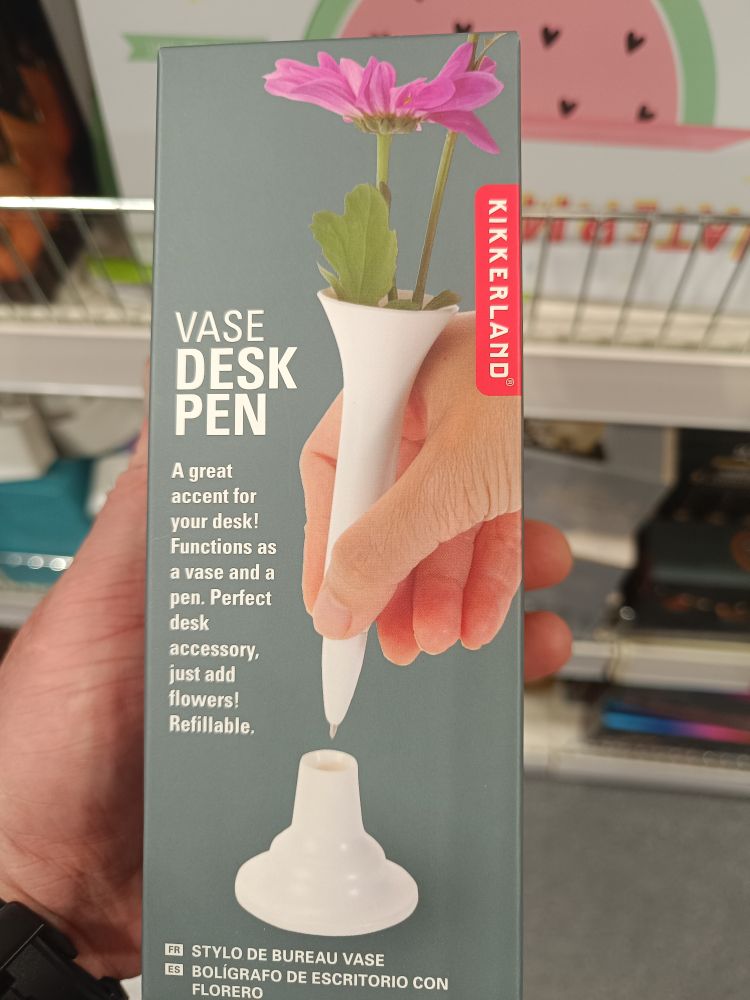 KIKKERLAND®
VASE
DESK
PEN
A great
accent for
your desk!
Functions as
a vase and a
pen. Perfect
desk
accessory,
just add
flowers!
Refillable.
FR STYLO DE BUREAU VASE
ES BOLÍGRAFO DE ESCRITORIO CON
FLORERO